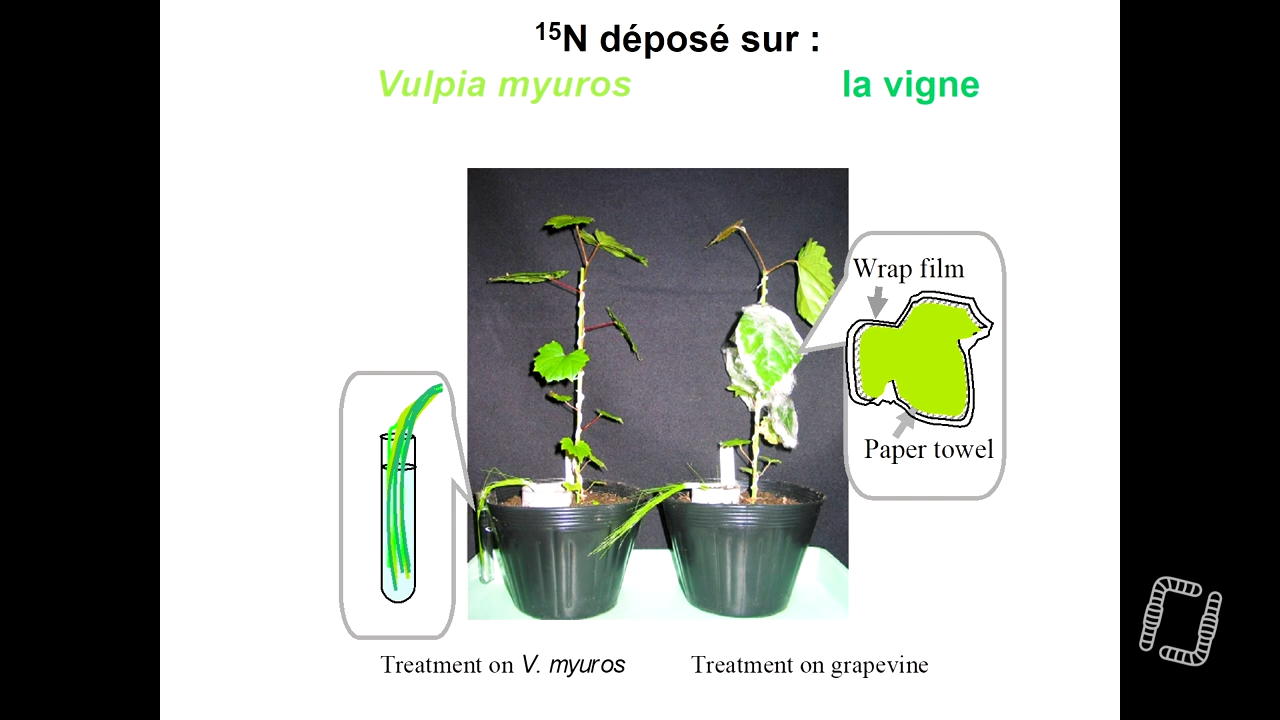 ¹⁵N déposé sur :
Vulpia myuros la vigne
Wrap film
Paper towel
Treatment on V. myuros Treatment on grapevine